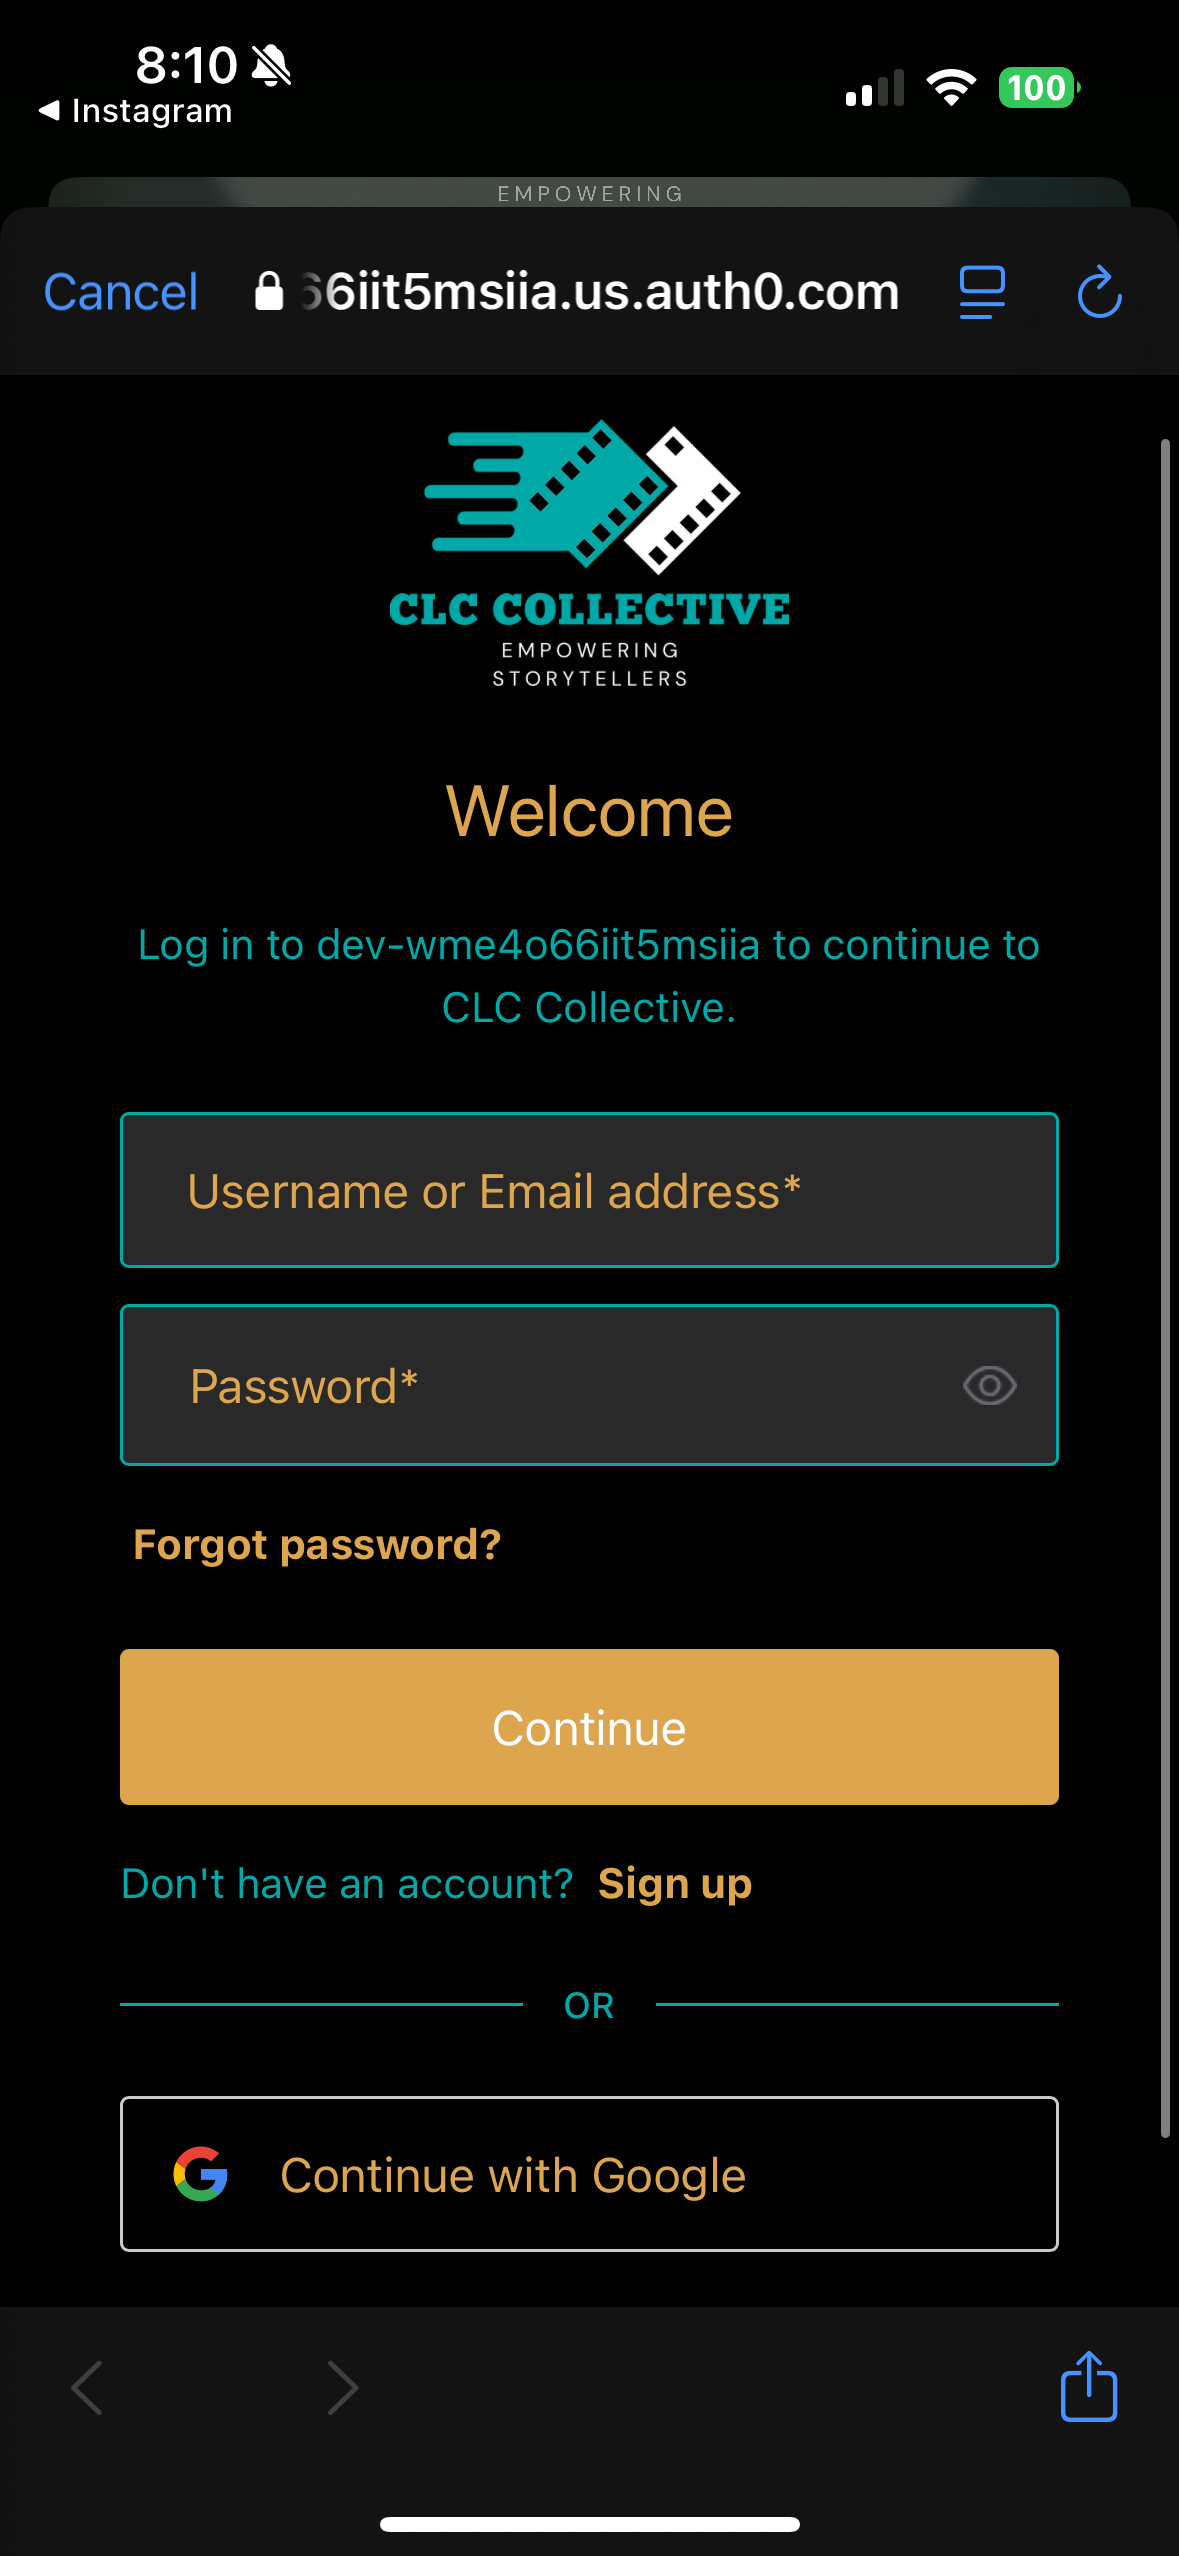 8:10
Instagram
100
EMPOWERING
Cancel
66iit5msiia.us.auth0.com
CLC COLLECTIVE
EMPOWERING
STORYTELLERS
Welcome
Log in to dev-wme4o66iit5msiia to continue to
CLC Collective.
Username or Email address*
Password*
Forgot password?
Continue
Don't have an account? Sign up
OR
Continue with Google